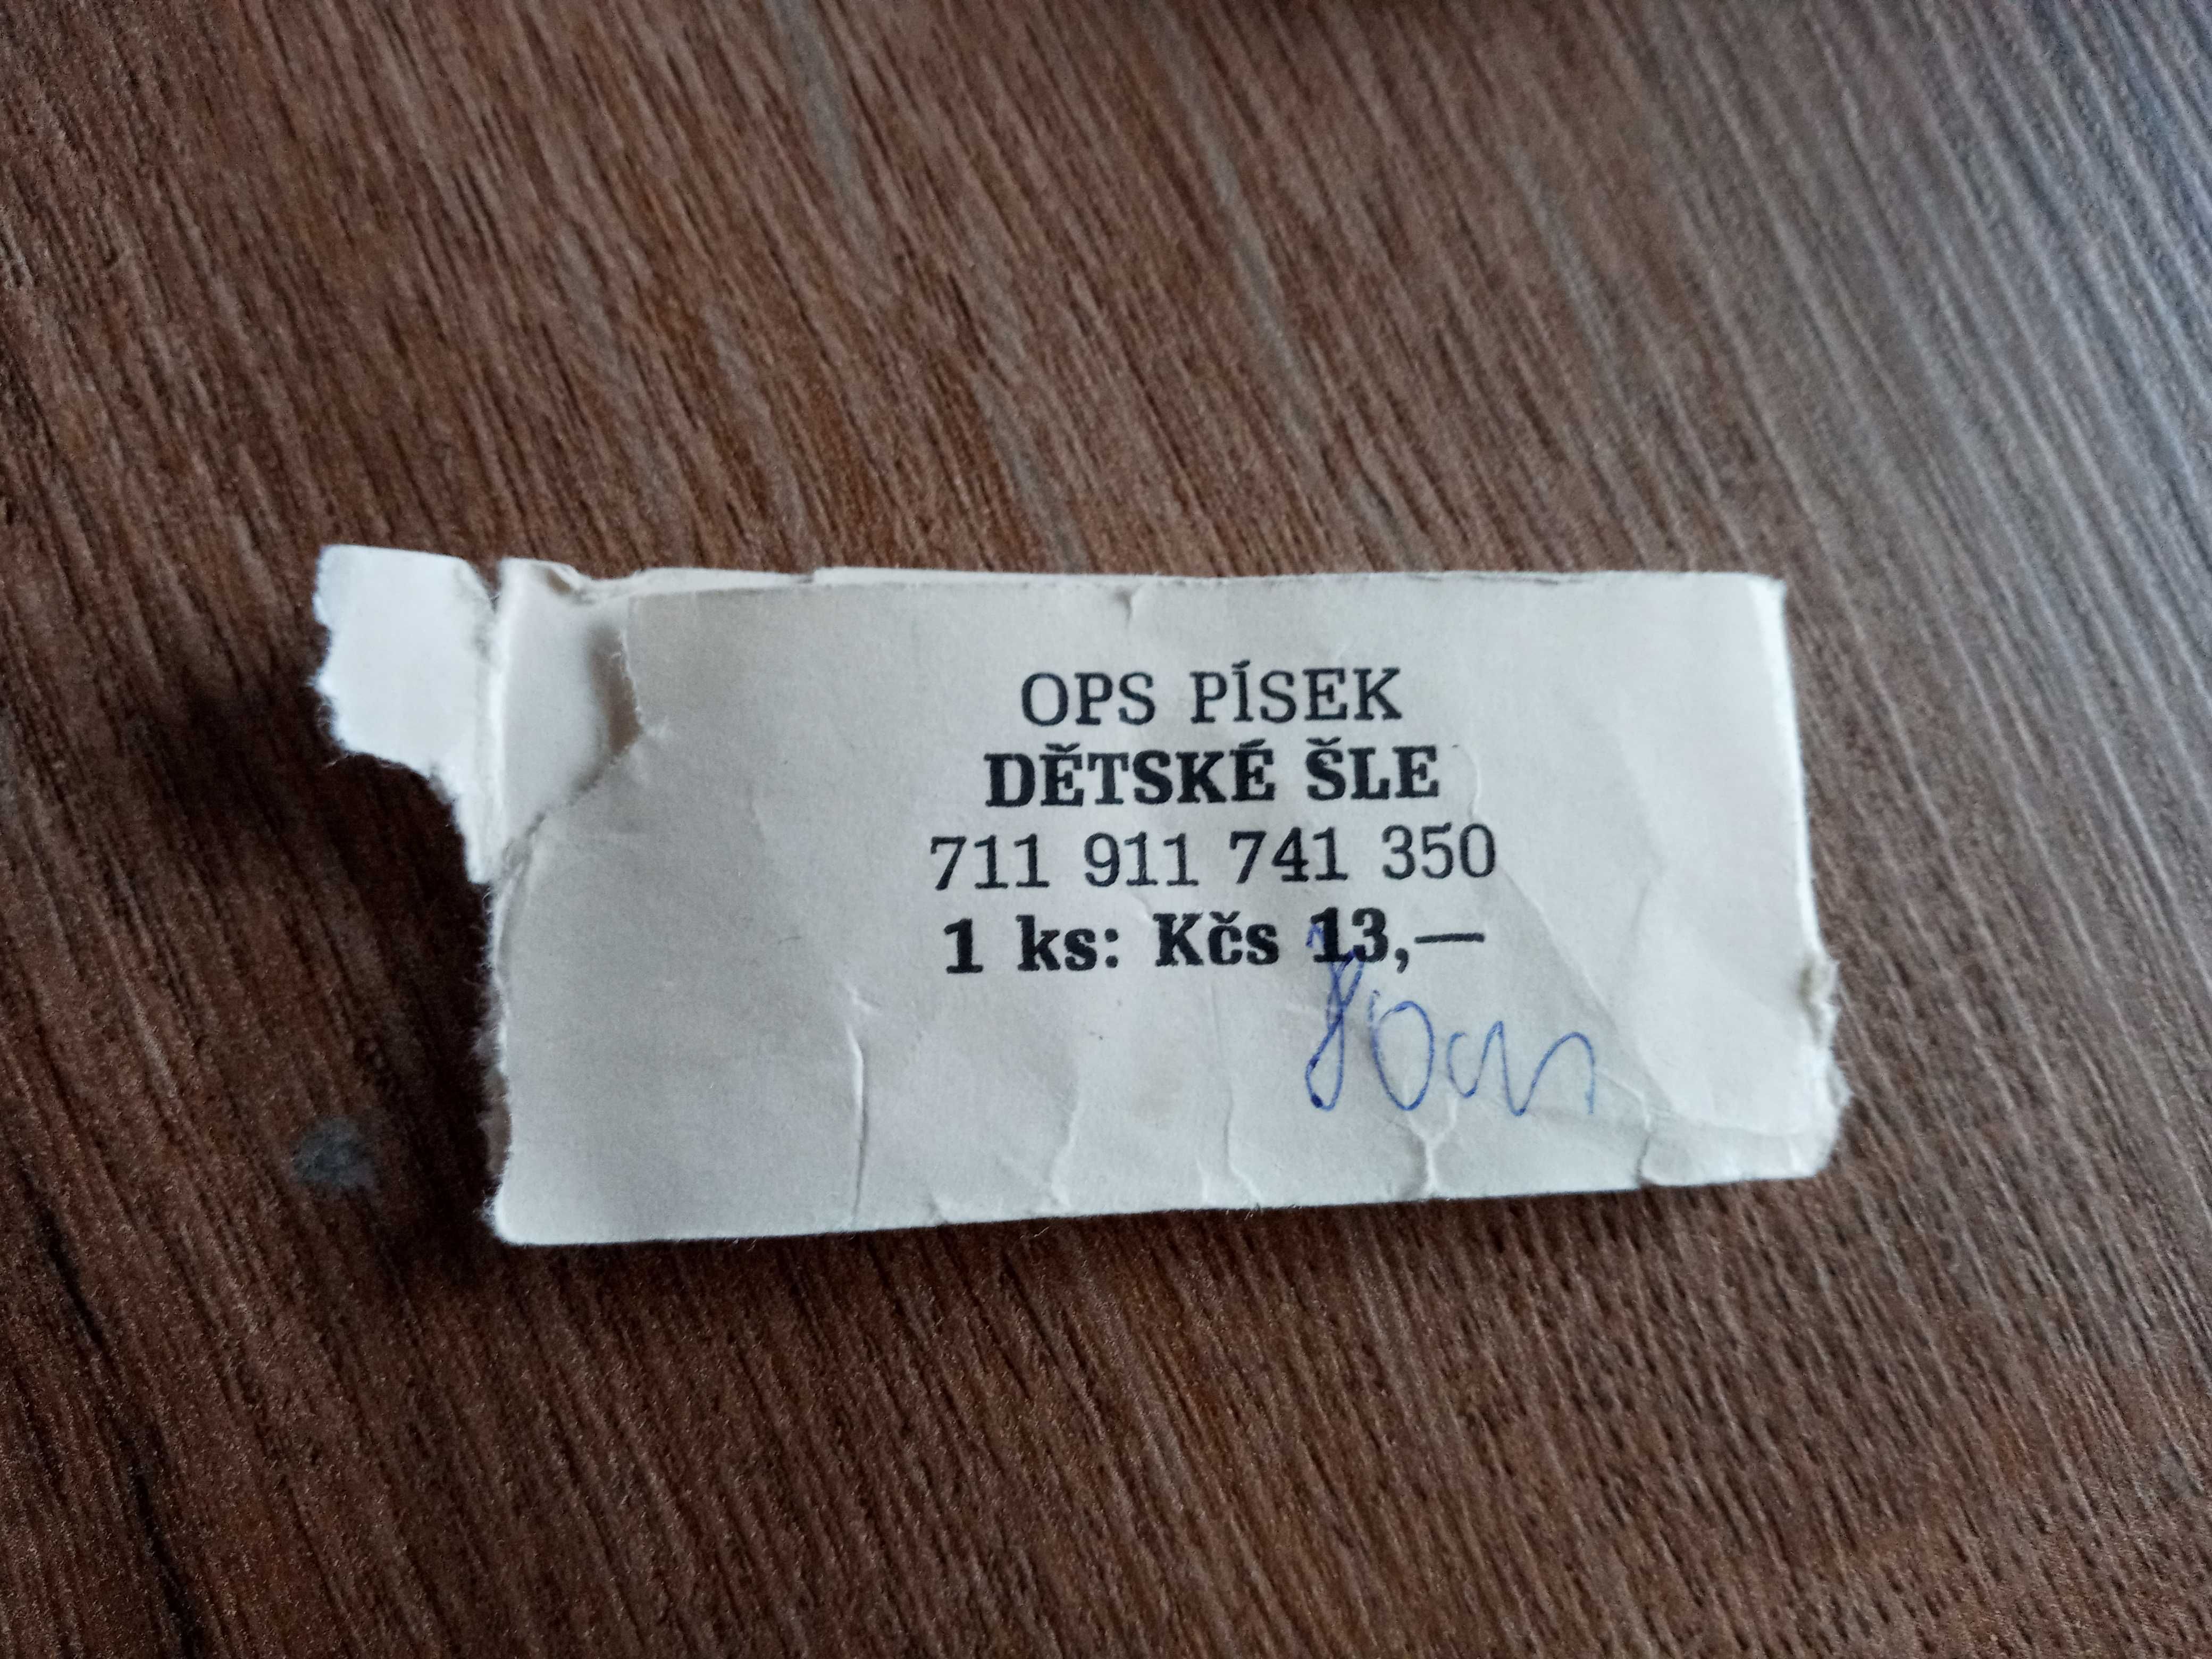 OPS PÍSEK
DĚTSKÉ ŠLE
711 911 741 350
1 ks: Kčs 13,—
80cm